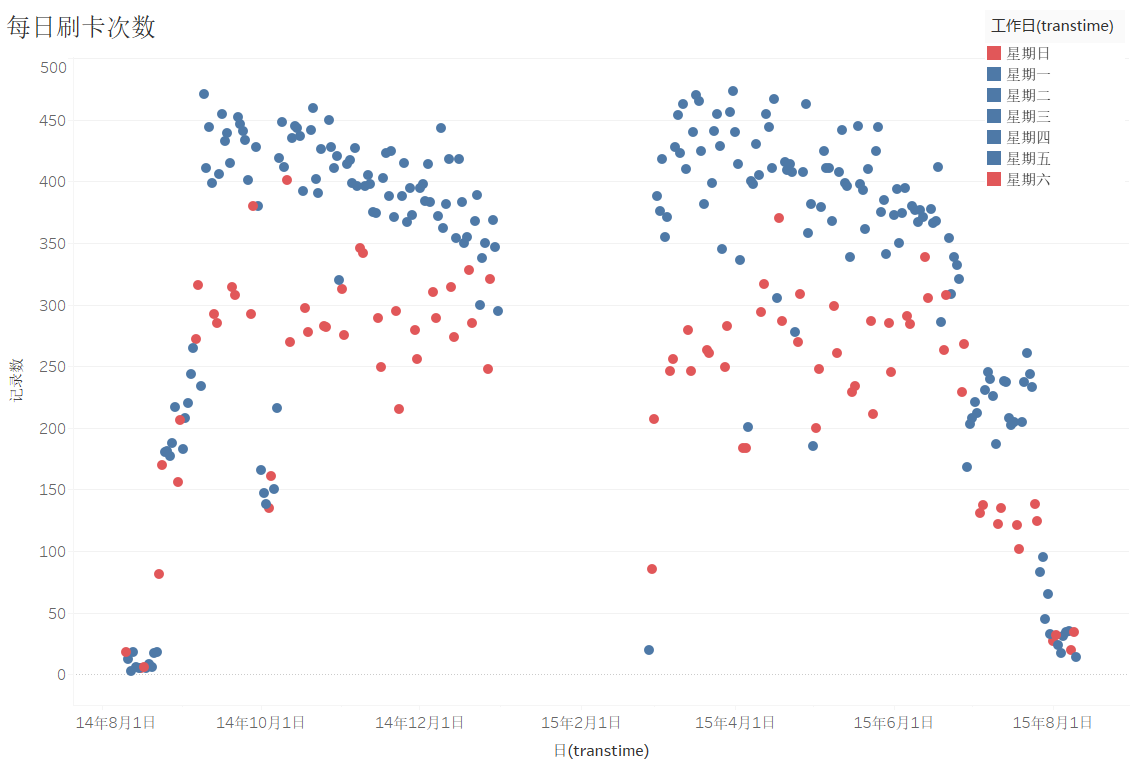 每日刷卡次数
工作日(transtime)
星期日
星期一
星期二
星期三
星期四
星期五
星期六
500
450
400
350
300
250
200
150
100
50
0
记录数
14年8月1日 14年10月1日 14年12月1日 15年2月1日 15年4月1日 15年6月1日 15年8月1日
日(transtime)